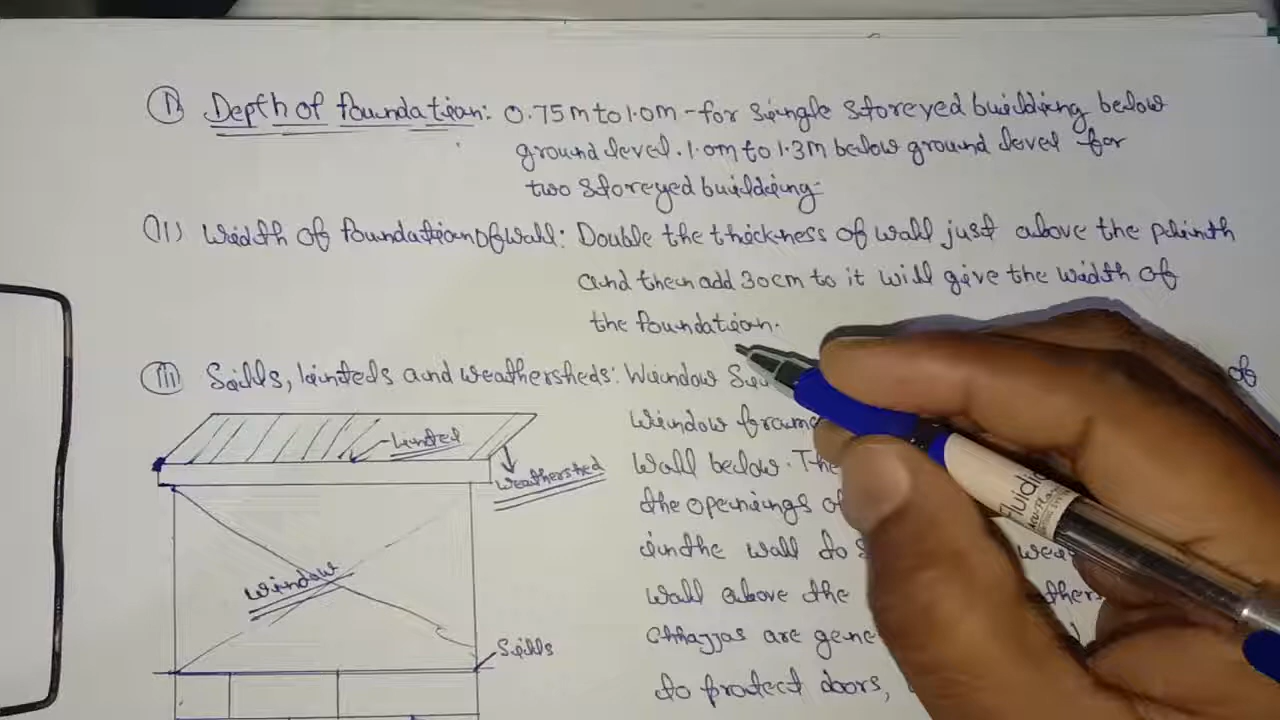 (I) Depth of foundation: 0.75m to 1.0m - for single storeyed building below
ground level. 1.0m to 1.3m below ground level for
two storeyed building.
(II) Width of foundation of wall: Double the thickness of wall just above the plinth
and then add 30cm to it will give the width of
the foundation.
(III) Sills, lintels and weathersheds: Window of
Window frame
Wall below. The
the openings of
in the wall to
wall above the
Chhajjas are
to protect doors,
Lintel
Weathershed
Window
Sills
Fluidic